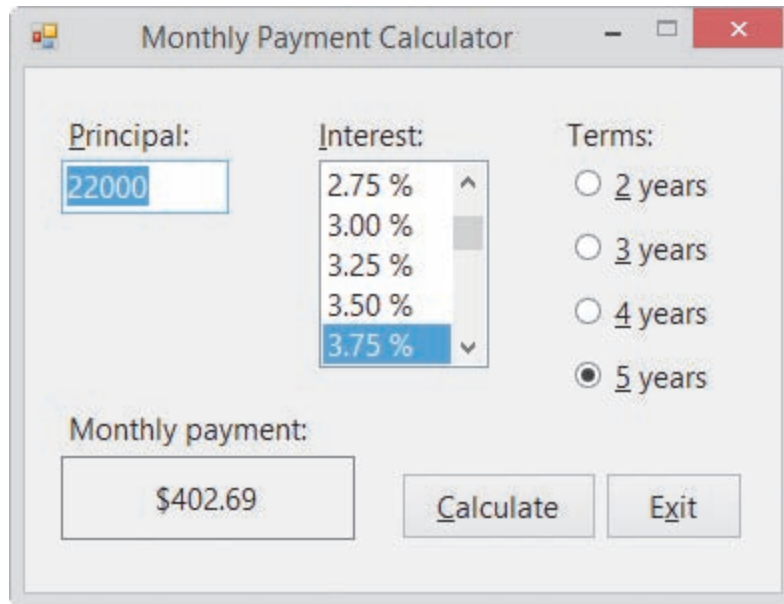 Monthly Payment Calculator
Principal:
22000
Interest:
2.75 %
3.00 %
3.25 %
3.50 %
3.75 %
Terms:
2 years
3 years
4 years
5 years
Monthly payment:
$402.69
Calculate
Exit